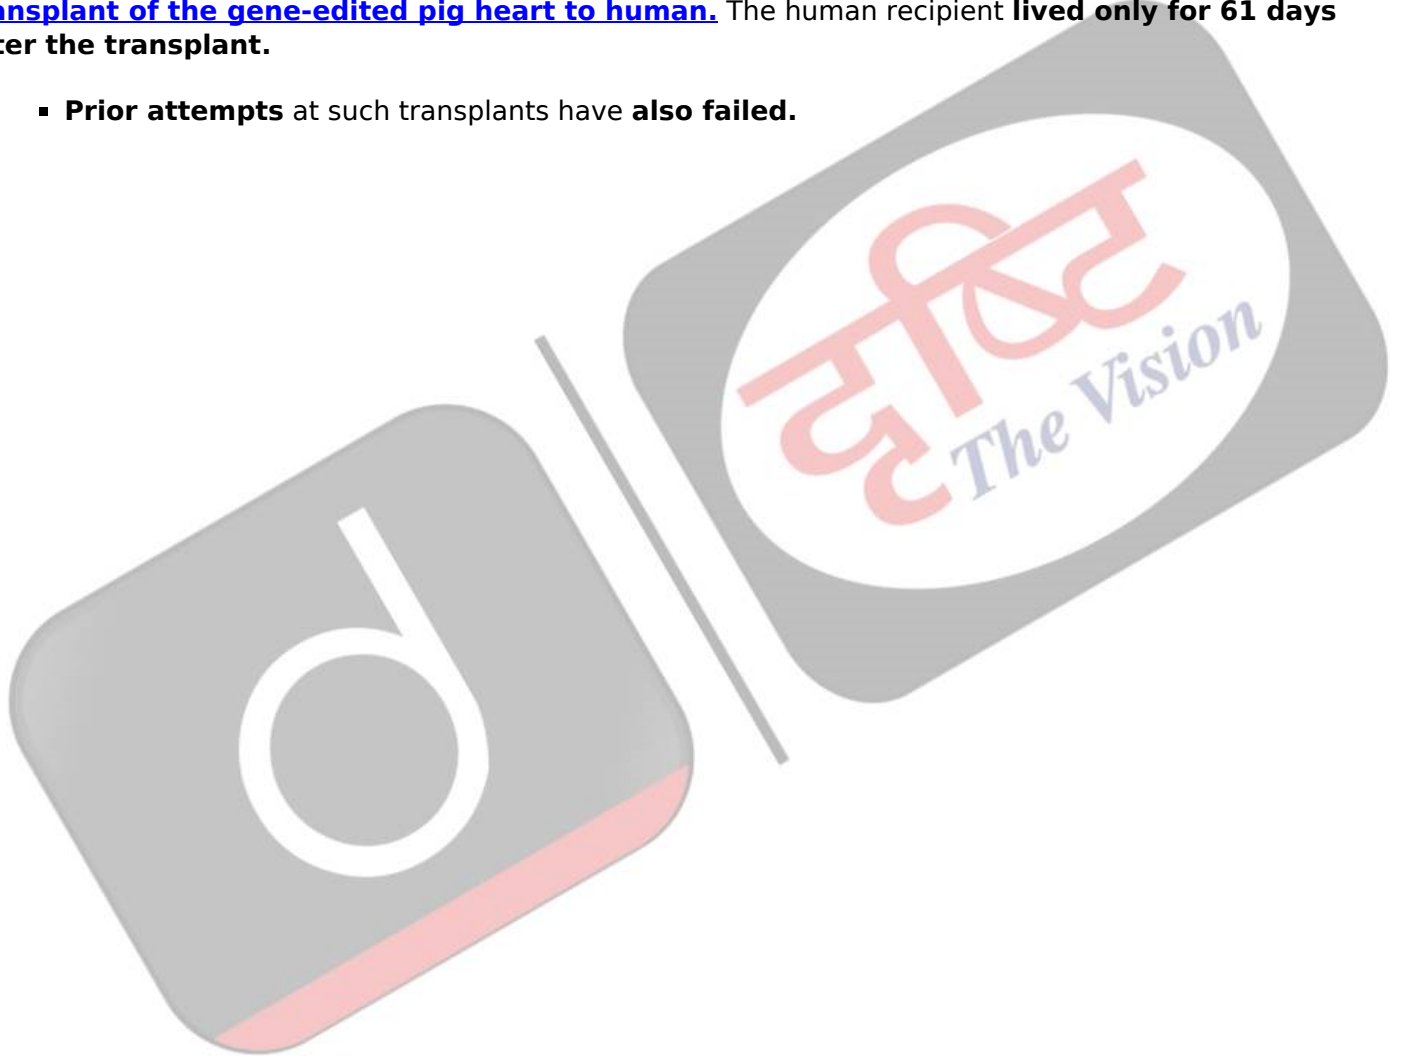 ansplant of the gene-edited pig heart to human. The human recipient lived only for 61 days
ter the transplant.
Prior attempts at such transplants have also failed.
दृष्टि
The Vision
d